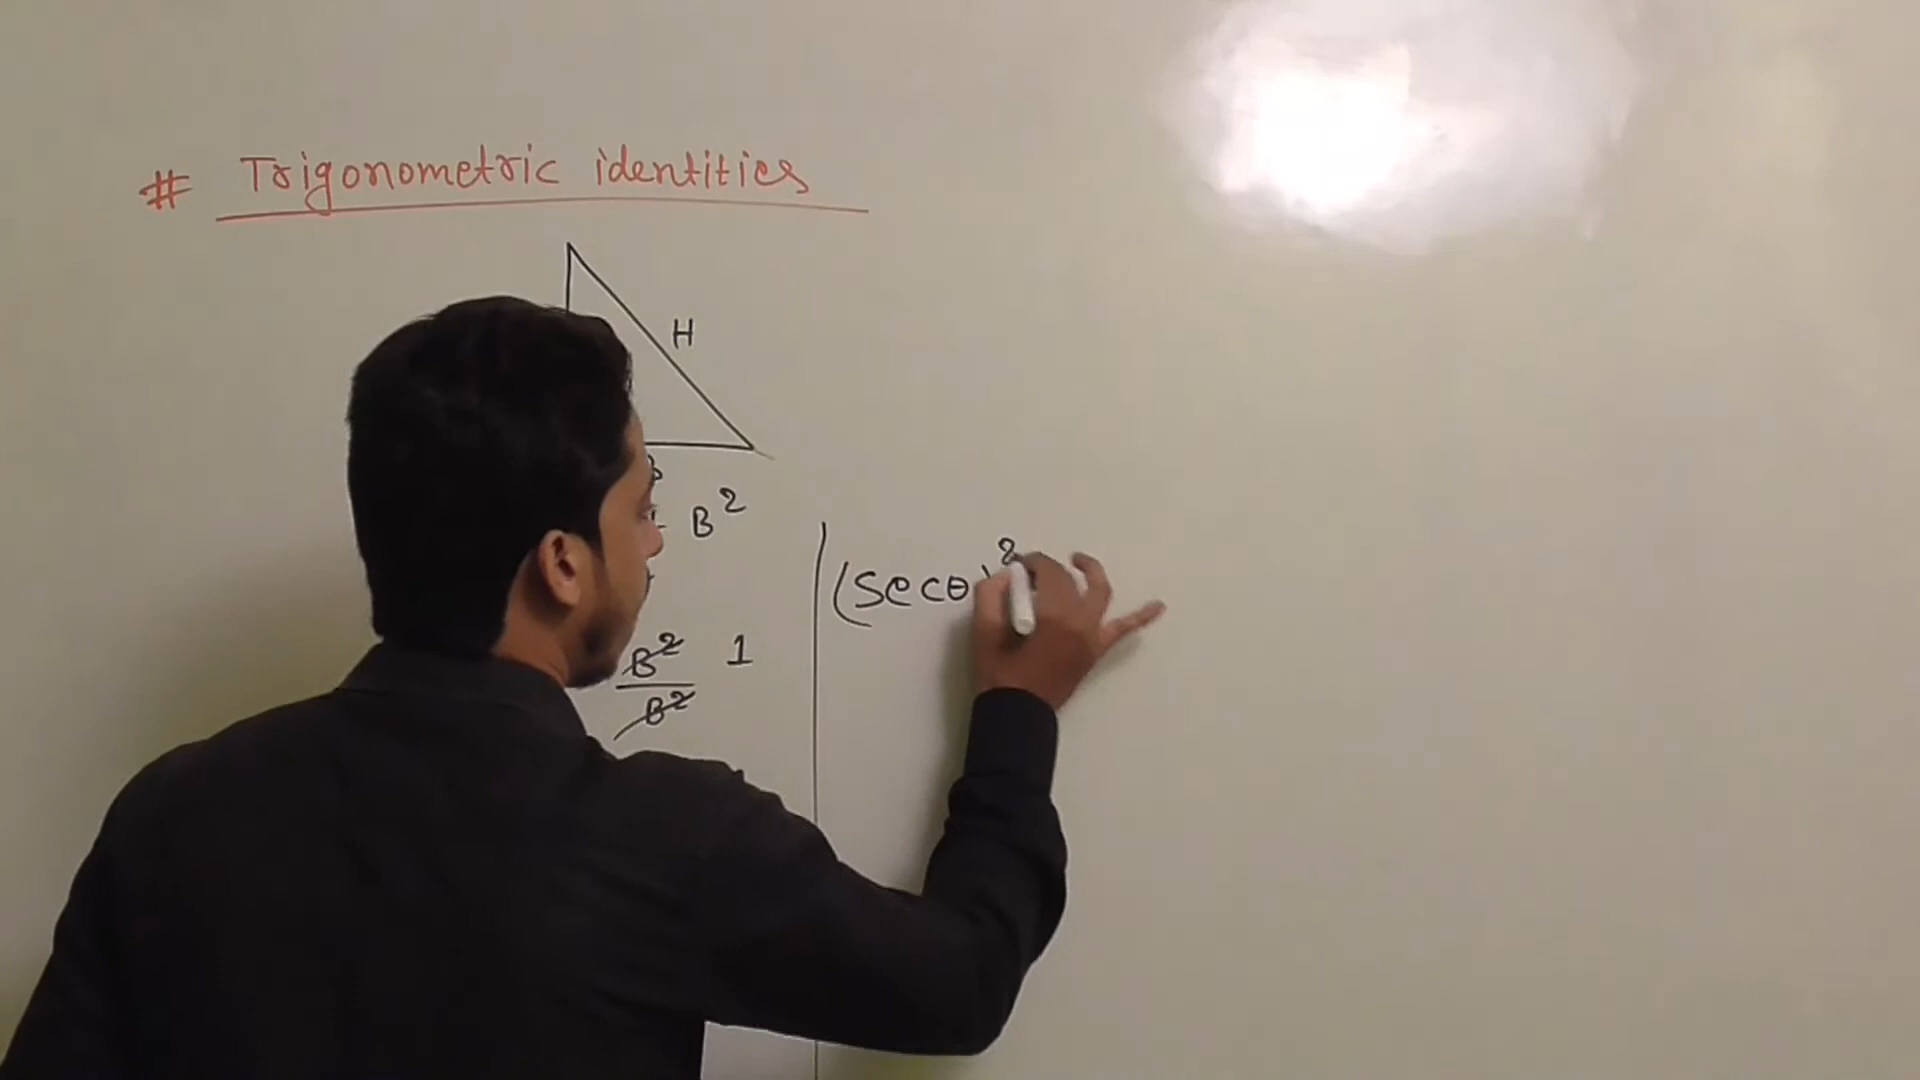 # Trigonometric identities
H
B
B²
(secθ)²
B² 1
B²